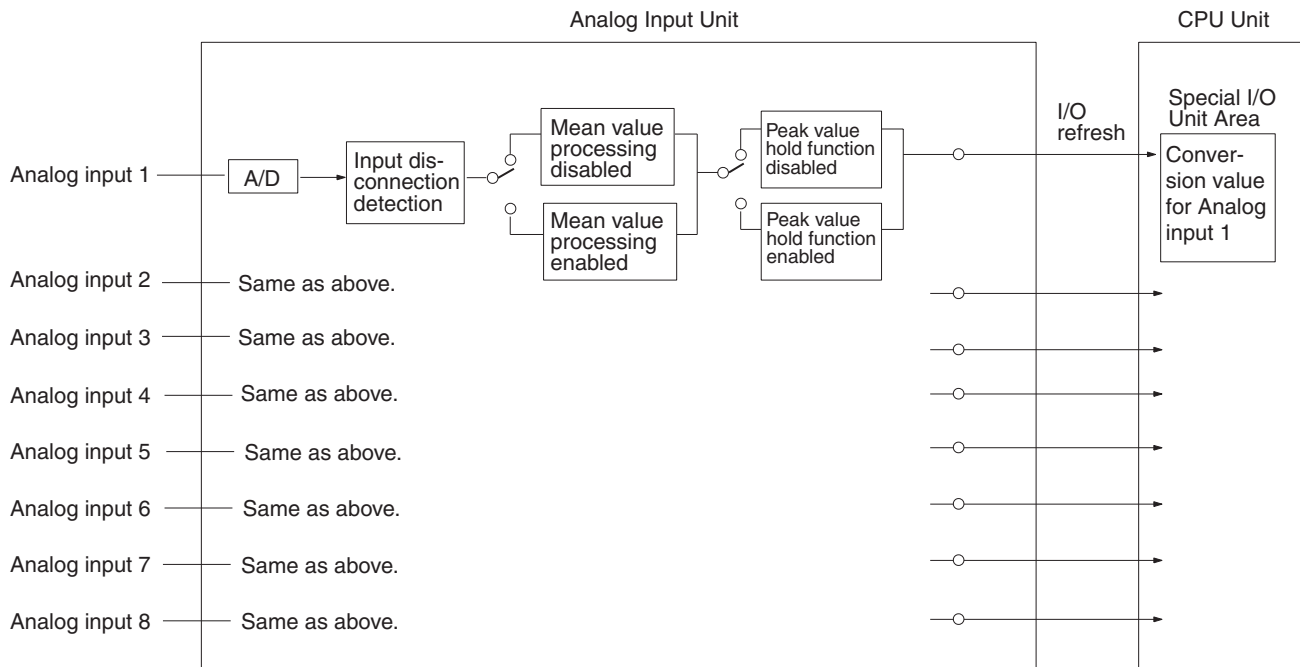 Analog Input Unit
CPU Unit
I/O
refresh
Special I/O
Unit Area
Analog input 1
A/D
Input dis-
connection
detection
Mean value
processing
disabled
Mean value
processing
enabled
Peak value
hold function
disabled
Peak value
hold function
enabled
Conver-
sion value
for Analog
input 1
Analog input 2
Same as above.
Analog input 3
Same as above.
Analog input 4
Same as above.
Analog input 5
Same as above.
Analog input 6
Same as above.
Analog input 7
Same as above.
Analog input 8
Same as above.